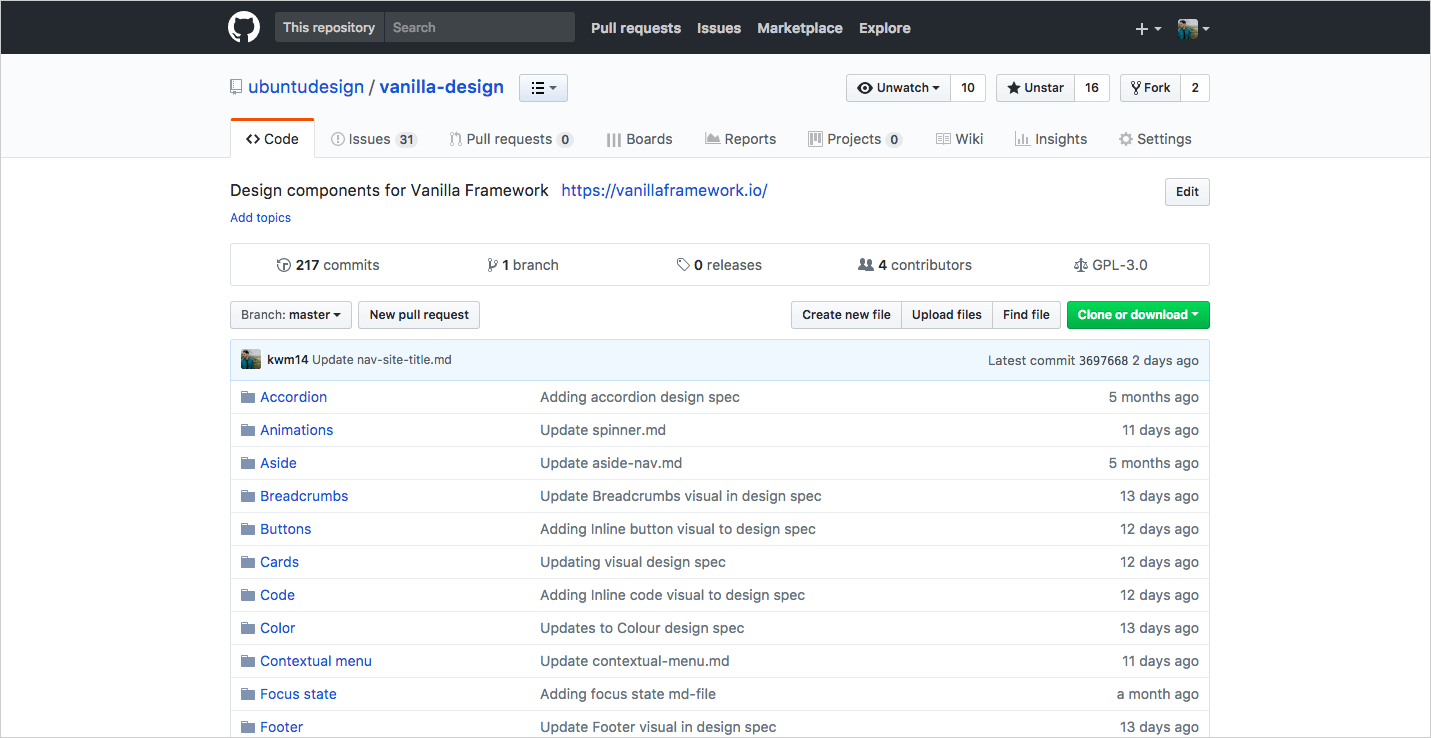 This repository Search Pull requests Issues Marketplace Explore
ubuntudesign / vanilla-design Unwatch 10 Unstar 16 Fork 2
Code Issues 31 Pull requests 0 Boards Reports Projects 0 Wiki Insights Settings
Design components for Vanilla Framework https://vanillaframework.io/ Edit
Add topics
217 commits 1 branch 0 releases 4 contributors GPL-3.0
Branch: master New pull request Create new file Upload files Find file Clone or download
kwm14 Update nav-site-title.md Latest commit 3697668 2 days ago
Accordion Adding accordion design spec 5 months ago
Animations Update spinner.md 11 days ago
Aside Update aside-nav.md 5 months ago
Breadcrumbs Update Breadcrumbs visual in design spec 13 days ago
Buttons Adding Inline button visual to design spec 12 days ago
Cards Updating visual design spec 12 days ago
Code Adding Inline code visual to design spec 12 days ago
Color Updates to Colour design spec 13 days ago
Contextual menu Update contextual-menu.md 11 days ago
Focus state Adding focus state md-file a month ago
Footer Update Footer visual in design spec 13 days ago